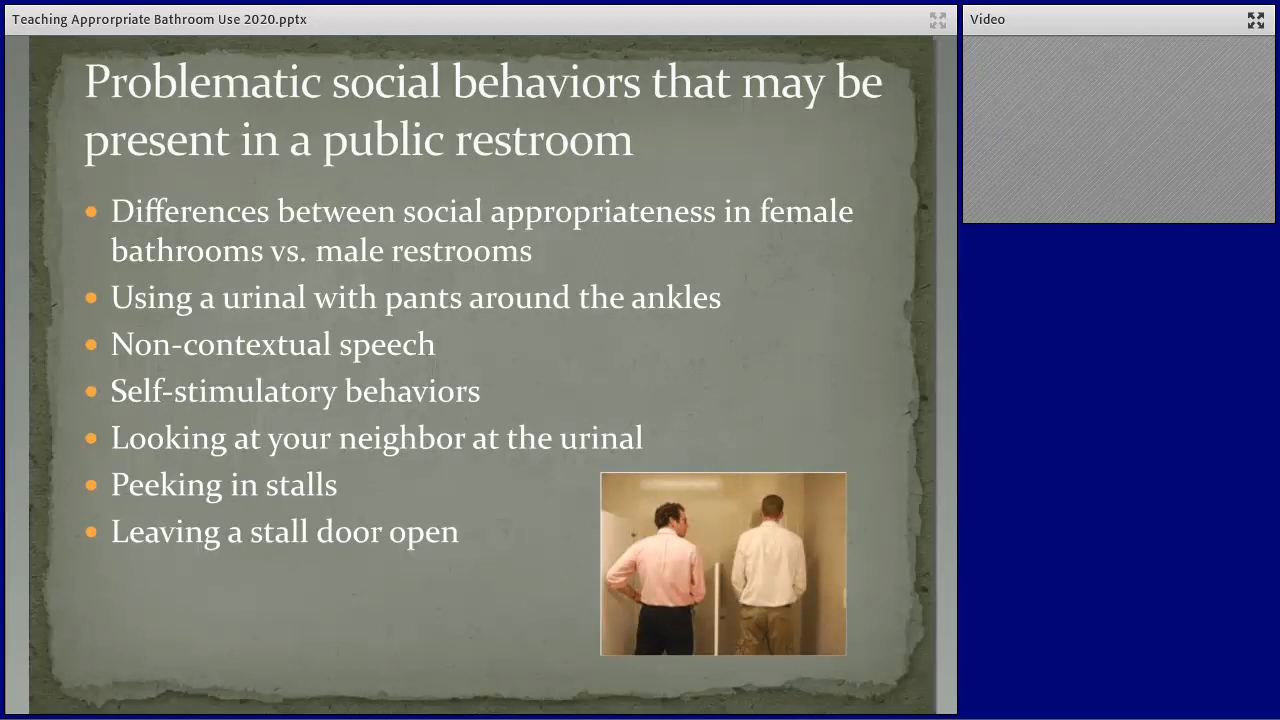 Teaching Approrpriate Bathroom Use 2020.pptx
Video
Problematic social behaviors that may be
present in a public restroom
• Differences between social appropriateness in female
bathrooms vs. male restrooms
• Using a urinal with pants around the ankles
• Non-contextual speech
• Self-stimulatory behaviors
• Looking at your neighbor at the urinal
• Peeking in stalls
• Leaving a stall door open